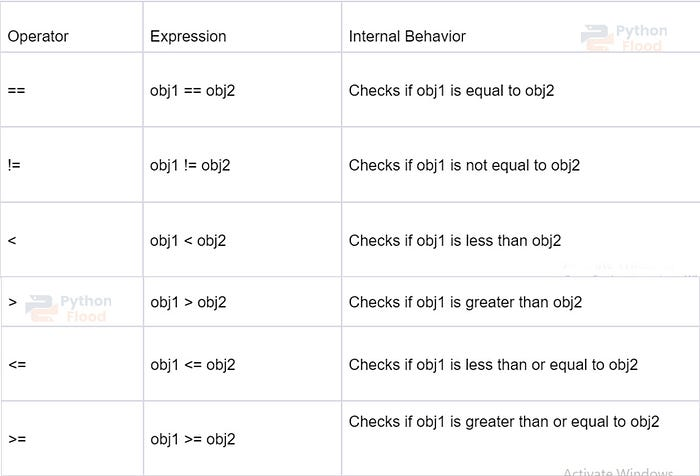 Operator Expression Internal Behavior
Python
Flood
== obj1 == obj2 Checks if obj1 is equal to obj2
!= obj1 != obj2 Checks if obj1 is not equal to obj2
< obj1 < obj2 Checks if obj1 is less than obj2
> obj1 > obj2 Checks if obj1 is greater than obj2
Python
Flood
<= obj1 <= obj2 Checks if obj1 is less than or equal to obj2
>= obj1 >= obj2 Checks if obj1 is greater than or equal to obj2
Activate Windows